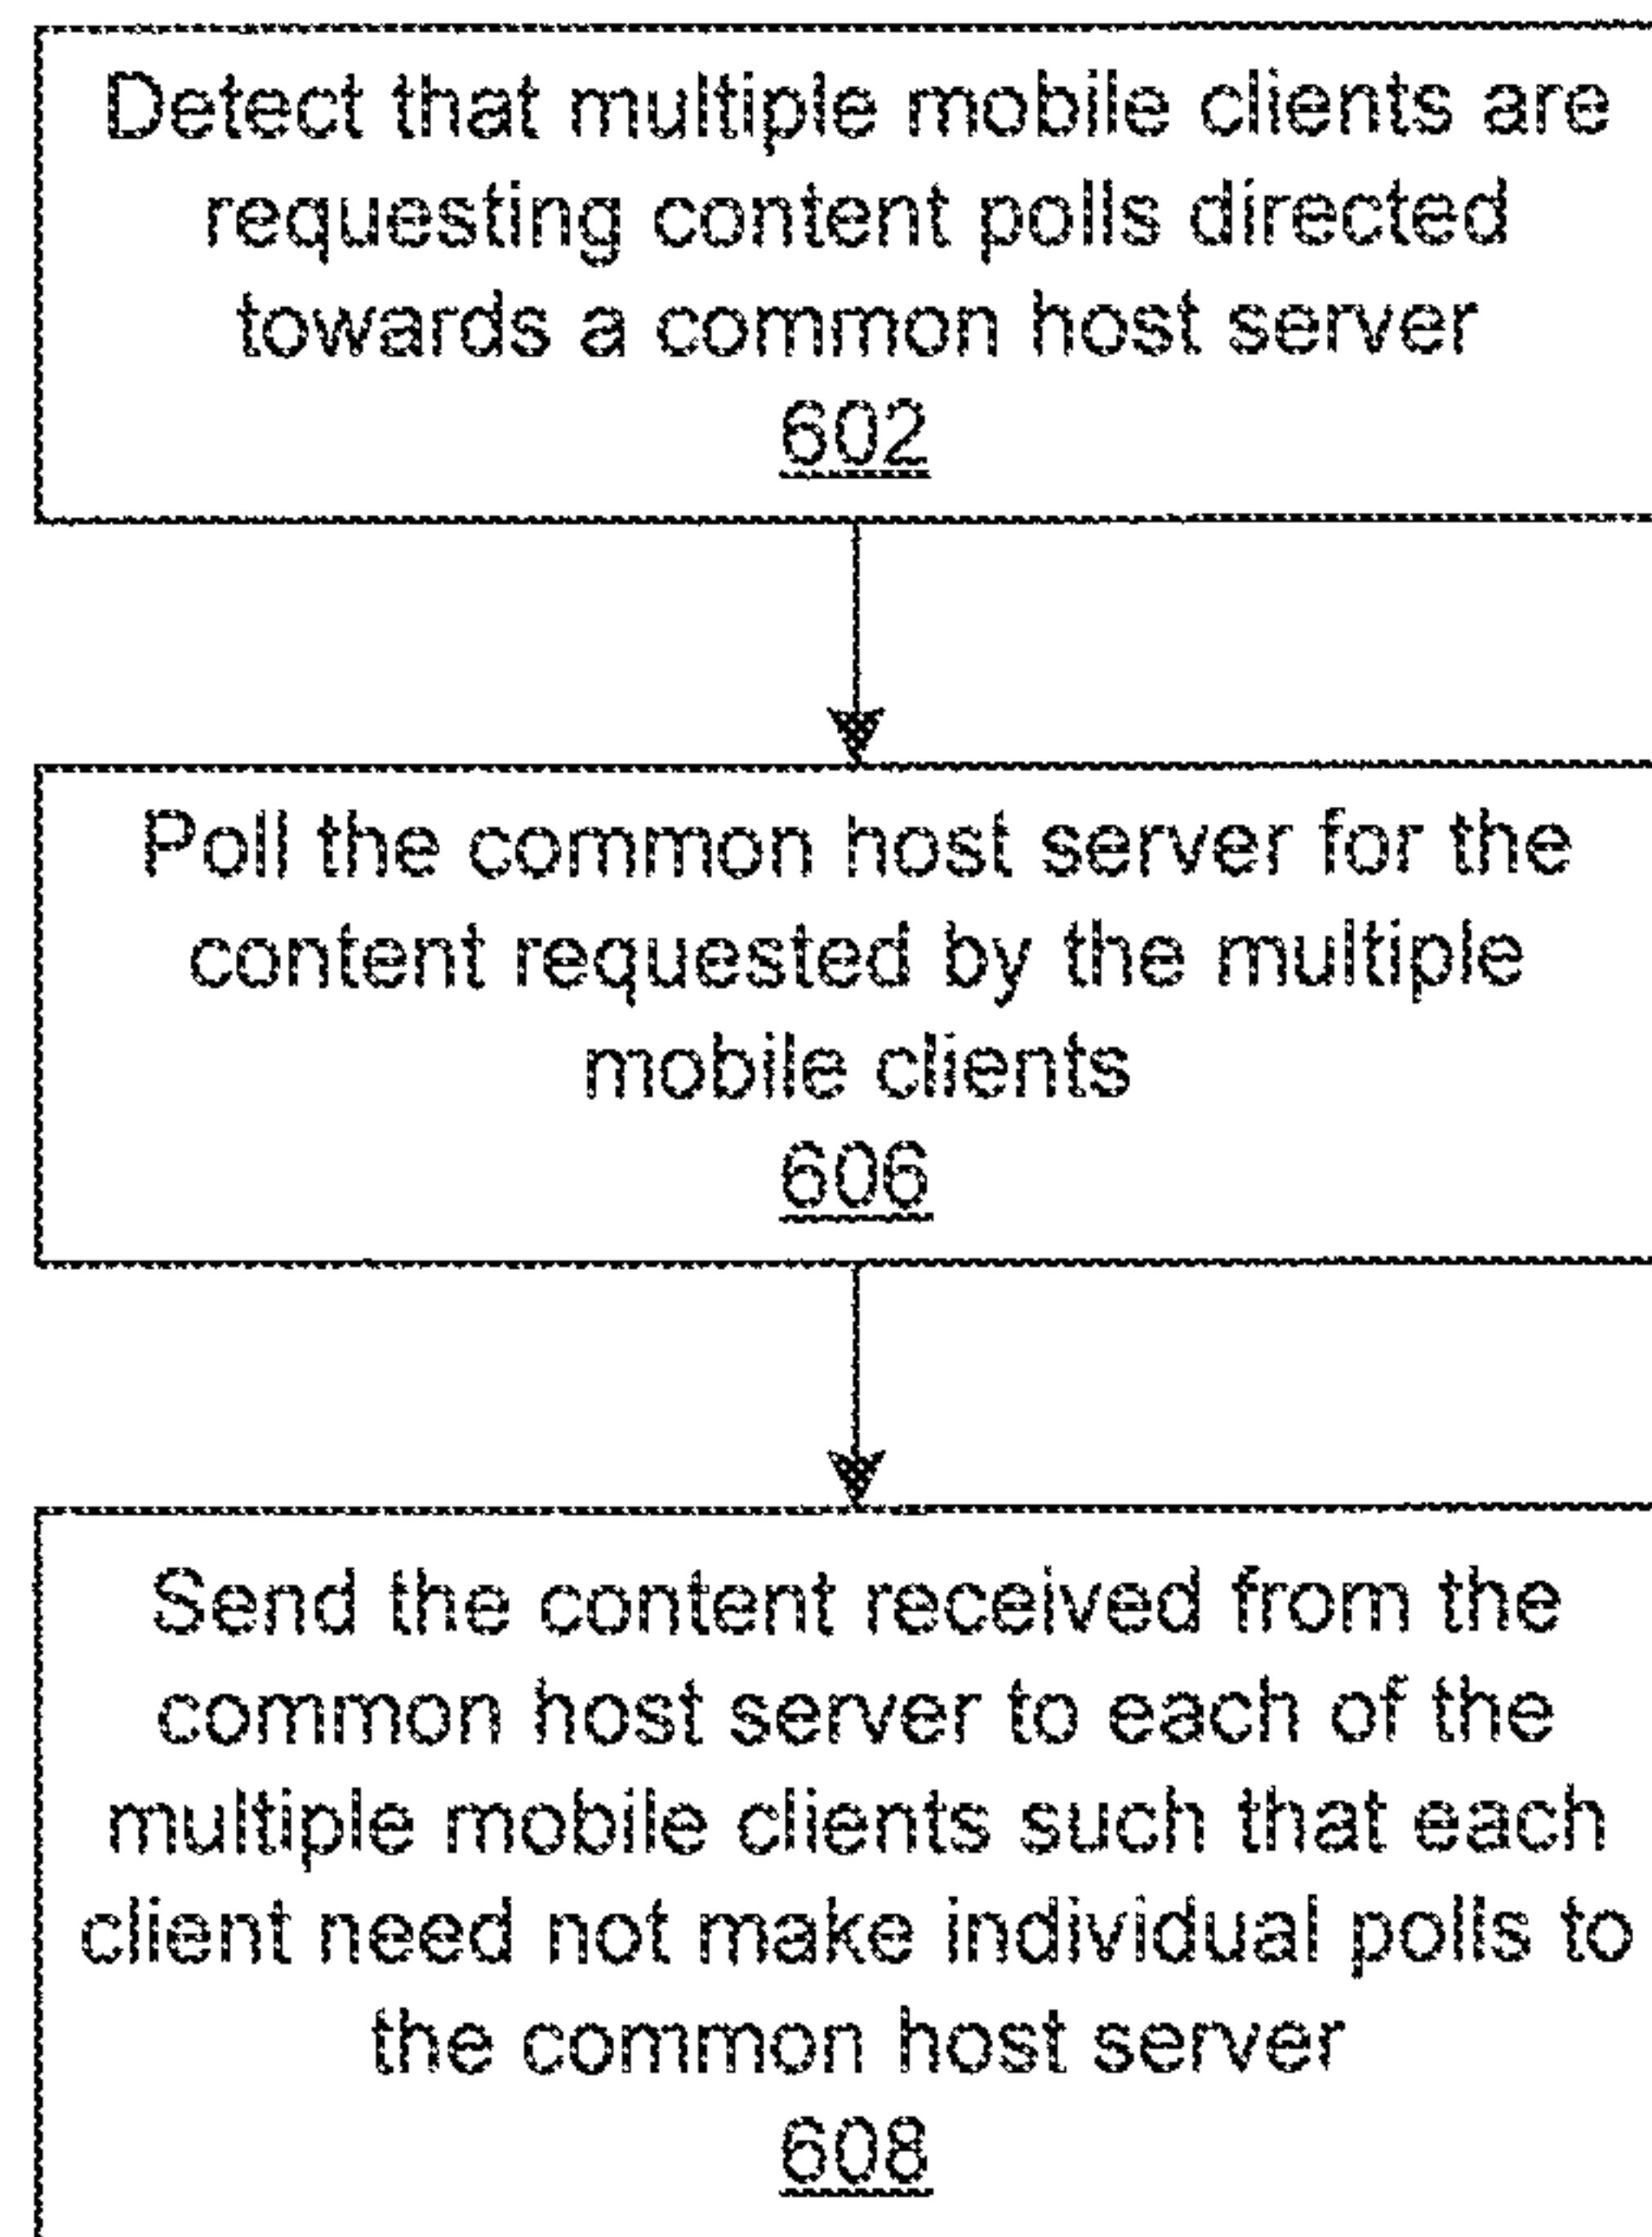 Detect that multiple mobile clients are
requesting content polls directed
towards a common host server
602
Poll the common host server for the
content requested by the multiple
mobile clients
606
Send the content received from the
common host server to each of the
multiple mobile clients such that each
client need not make individual polls to
the common host server
608